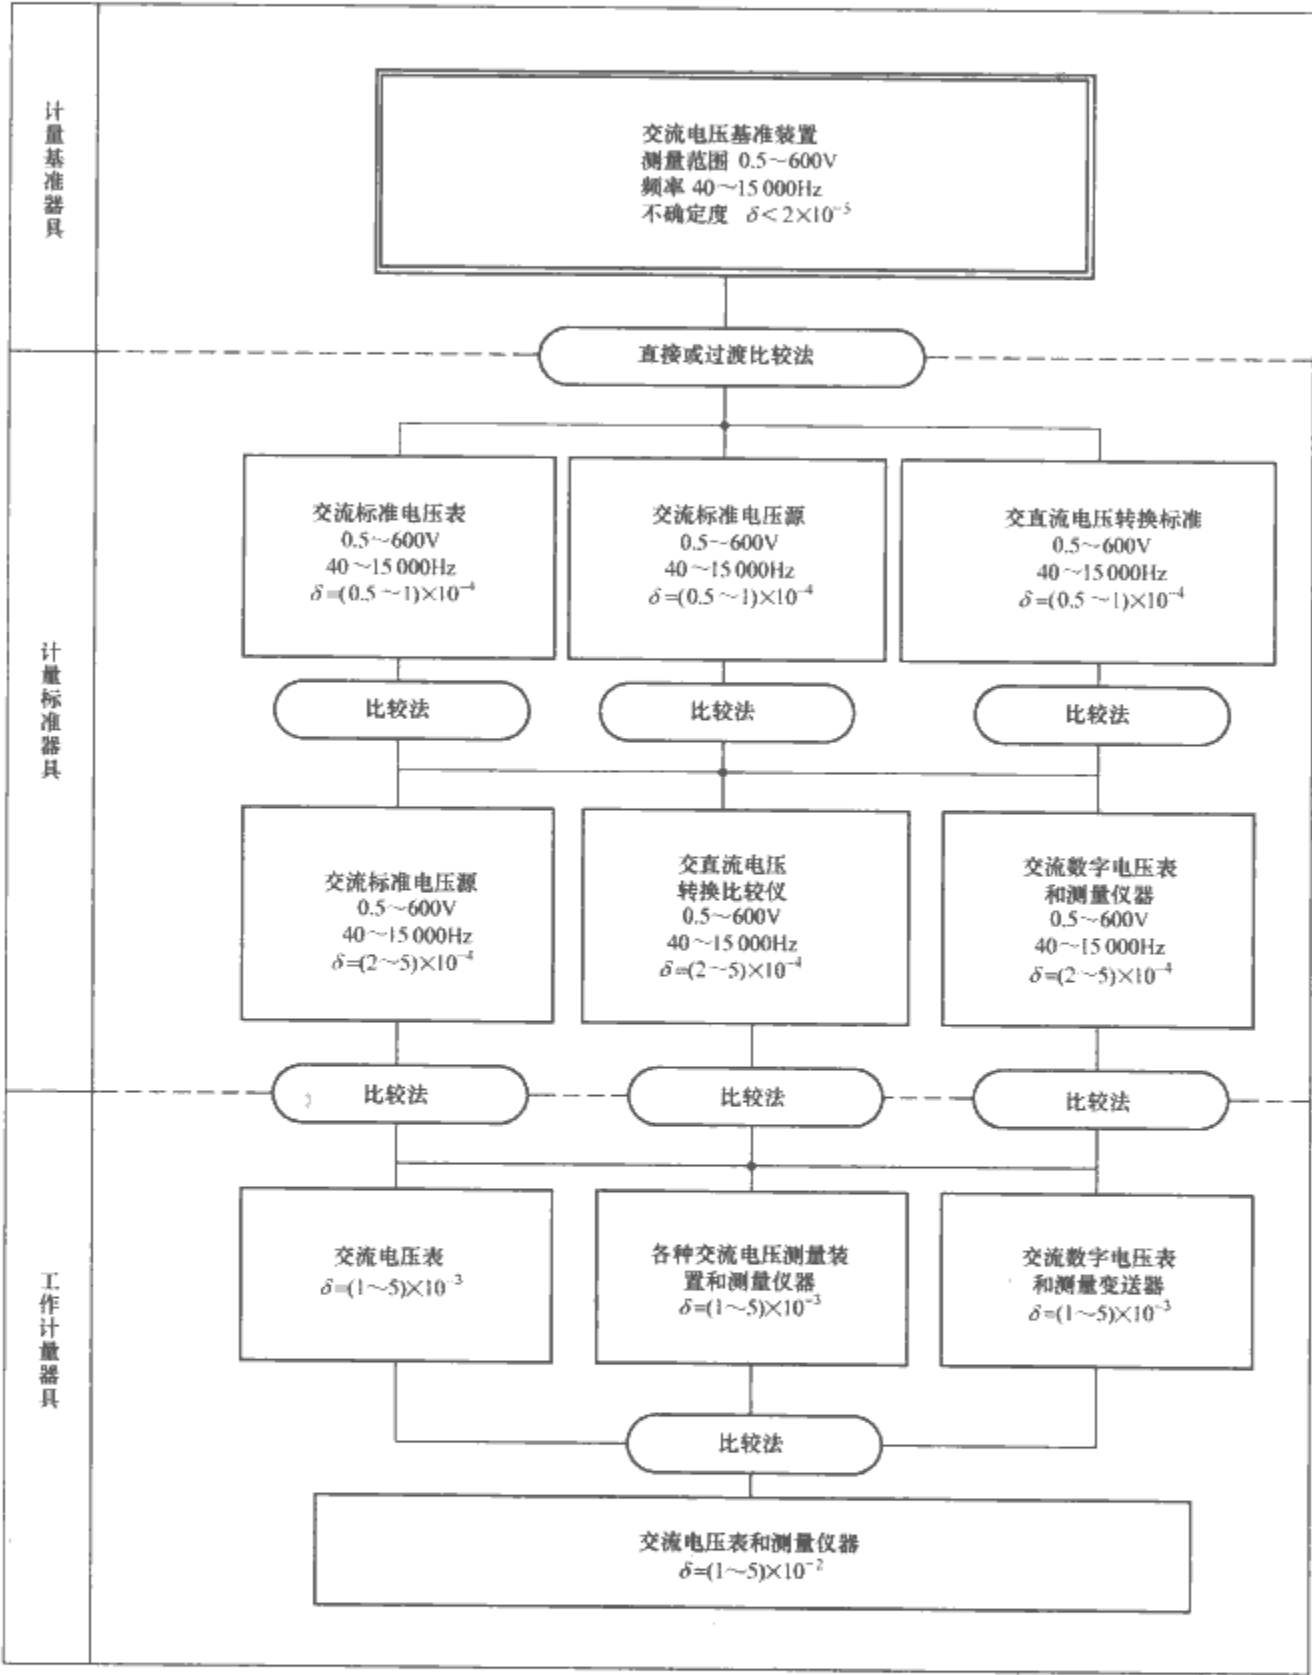 计量基准器具
交流电压基准装置
测量范围 0.5～600V
频率 40～15 000Hz
不确定度 δ<2×10⁻⁵
直接或过渡比较法
计量标准器具
交流标准电压表
0.5～600V
40～15 000Hz
δ=(0.5～1)×10⁻⁴
交流标准电压源
0.5～600V
40～15 000Hz
δ=(0.5～1)×10⁻⁴
交直流电压转换标准
0.5～600V
40～15 000Hz
δ=(0.5～1)×10⁻⁴
比较法
比较法
比较法
交流标准电压源
0.5～600V
40～15 000Hz
δ=(2～5)×10⁻⁴
交直流电压
转换比较仪
0.5～600V
40～15 000Hz
δ=(2～5)×10⁻⁴
交流数字电压表
和测量仪器
0.5～600V
40～15 000Hz
δ=(2～5)×10⁻⁴
比较法
比较法
比较法
工作计量器具
交流电压表
δ=(1～5)×10⁻³
各种交流电压测量装
置和测量仪器
δ=(1～5)×10⁻³
交流数字电压表
和测量变送器
δ=(1～5)×10⁻³
比较法
交流电压表和测量仪器
δ=(1～5)×10⁻²